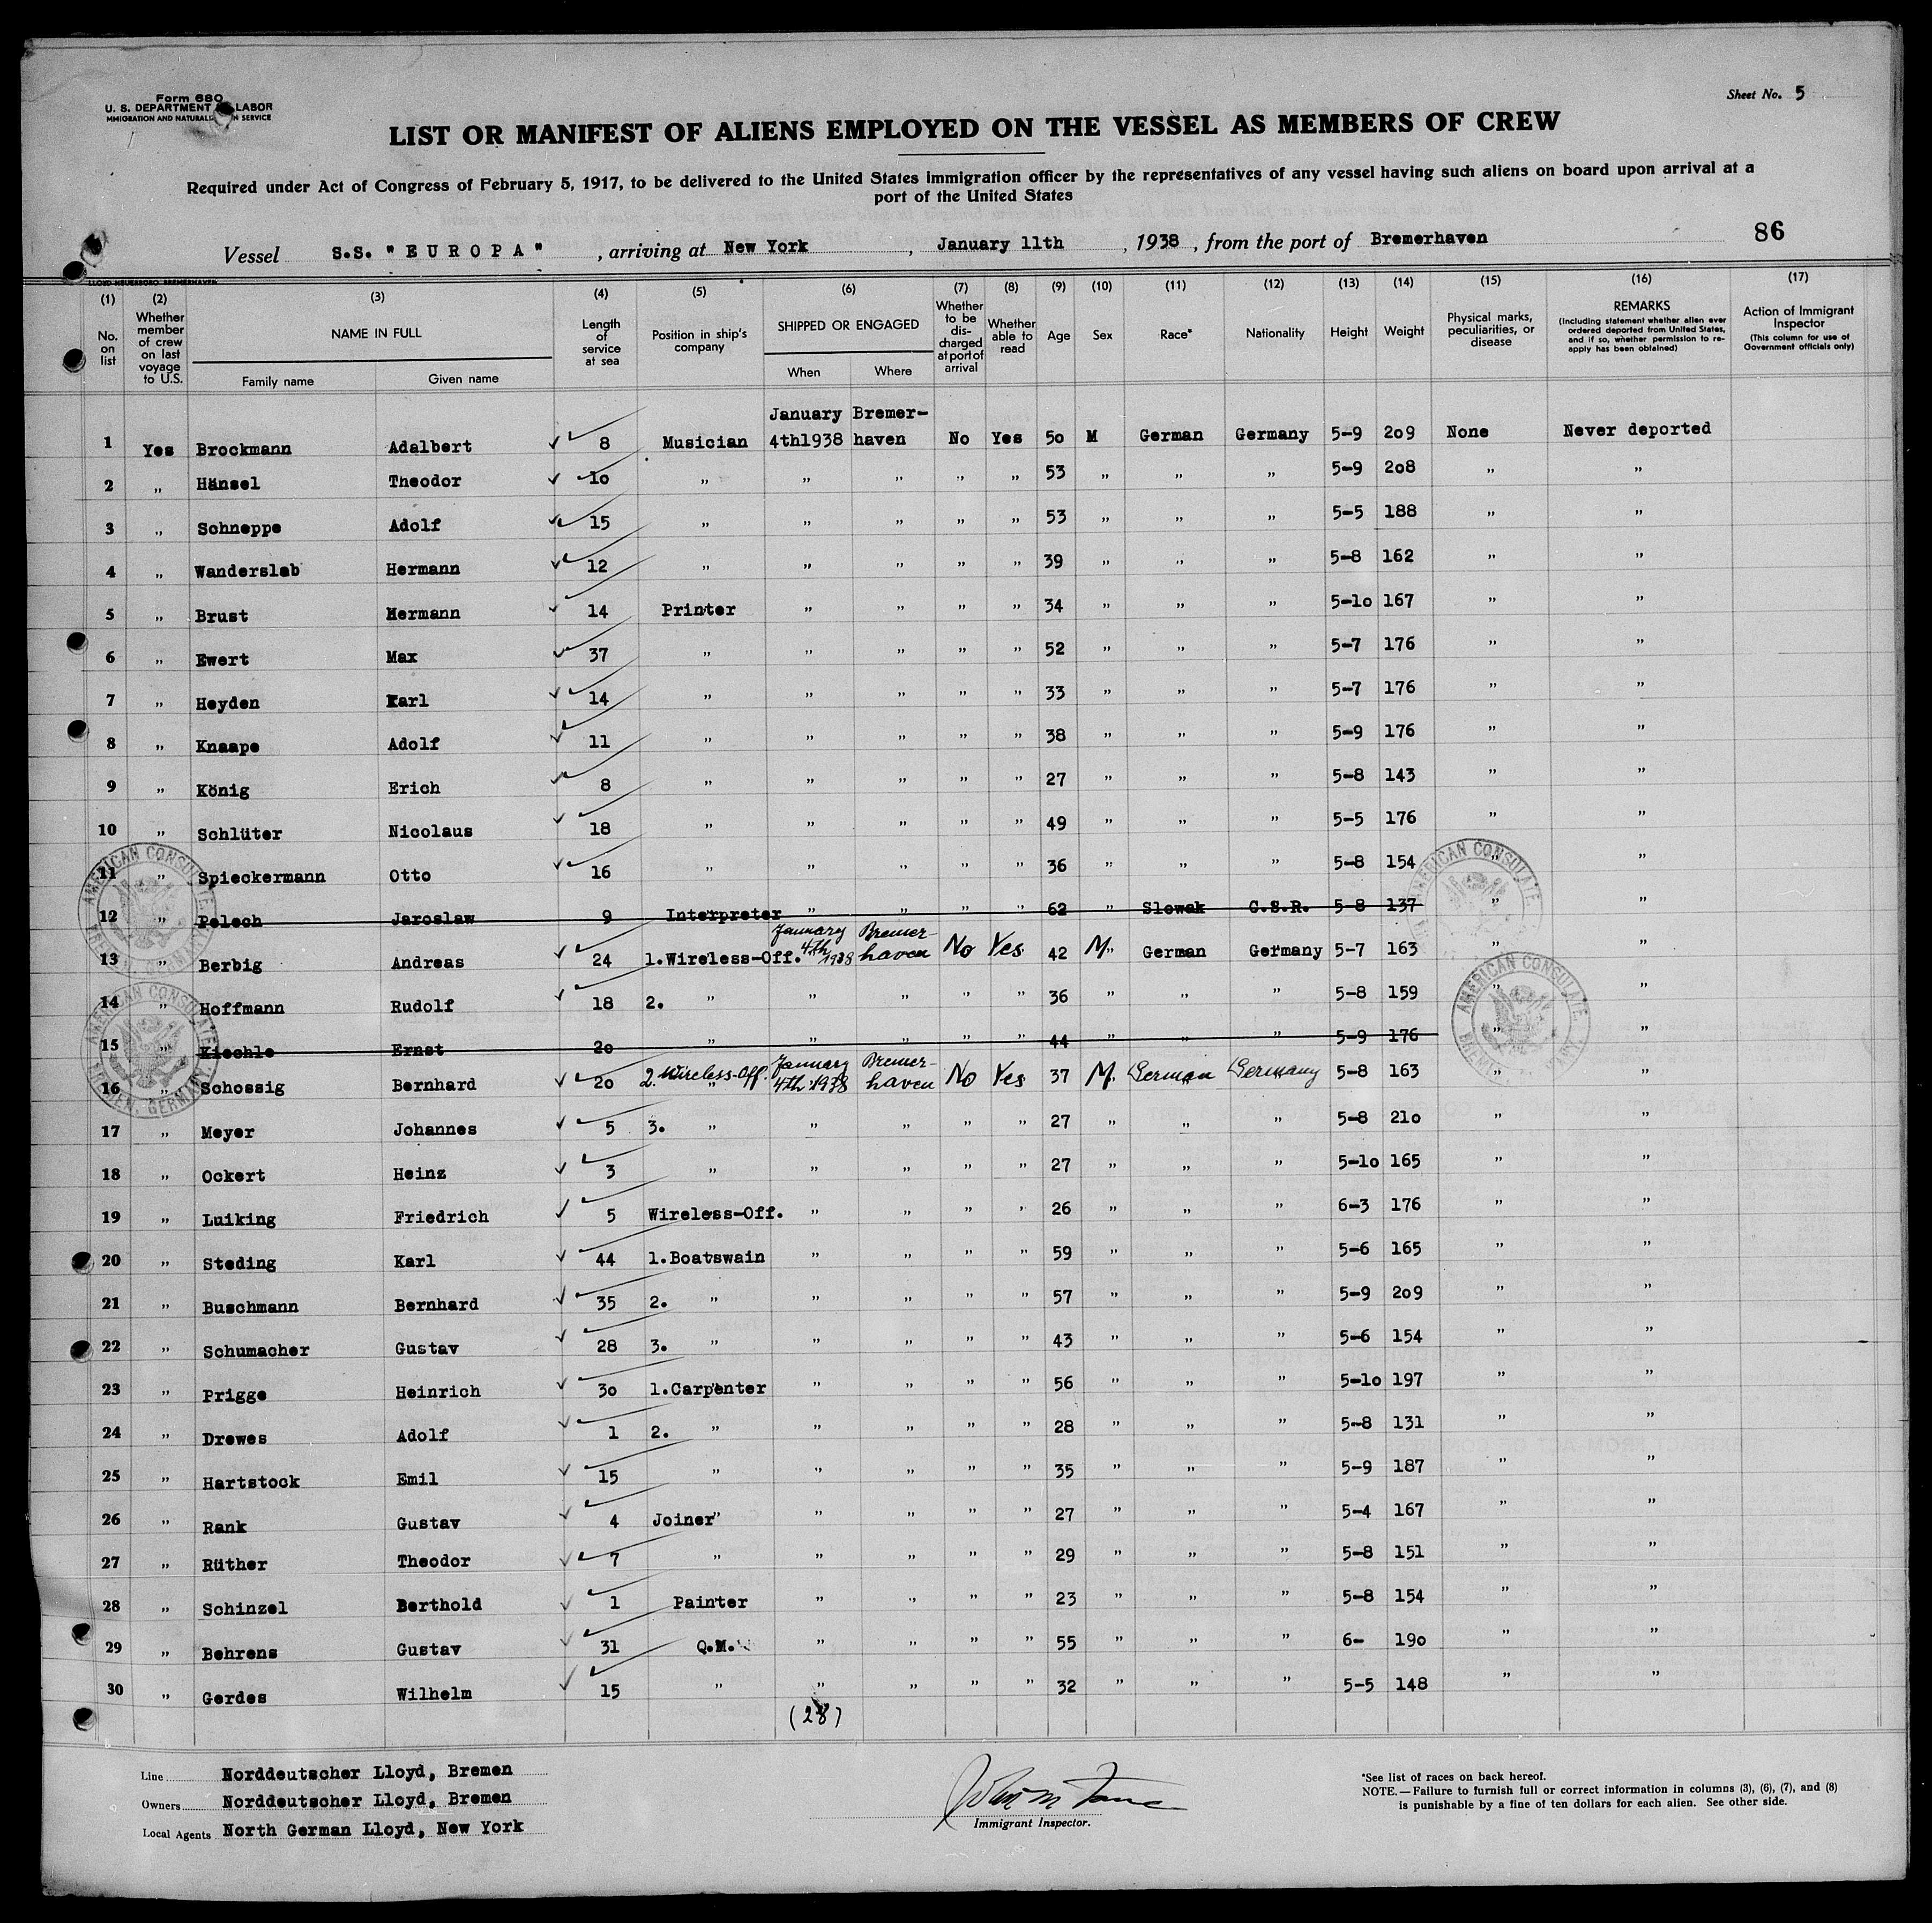 Form 680
U. S. DEPARTMENT LABOR
IMMIGRATION AND NATURALI N SERVICE
Sheet No. 5
LIST OR MANIFEST OF ALIENS EMPLOYED ON THE VESSEL AS MEMBERS OF CREW
Required under Act of Congress of February 5, 1917, to be delivered to the United States immigration officer by the representatives of any vessel having such aliens on board upon arrival at a
port of the United States
Vessel S.S. "EUROPA", arriving at New York, January 11th, 1938, from the port of Bremerhaven 86
(1) No. on list (2) Whether member of crew on last voyage to U.S. (3) NAME IN FULL Family name Given name (4) Length of service at sea (5) Position in ship's company (6) SHIPPED OR ENGAGED When Where (7) Whether to be discharged at port of arrival (8) Whether able to read (9) Age (10) Sex (11) Race* (12) Nationality (13) Height (14) Weight (15) Physical marks, peculiarities, or disease (16) REMARKS (Including statement whether alien ever ordered deported from United States, and if so, whether permission to re-apply has been obtained) (17) Action of Immigrant Inspector (This column for use of Government officials only)
January Bremer-
1 Yes Brockmann Adalbert 8 Musician 4th1938 haven No Yes 50 M German Germany 5-9 209 None Never deported
2 " Hänsel Theodor 10 " " " " " 53 " " " 5-9 208 " "
3 " Schneppe Adolf 15 " " " " " 53 " " " 5-5 188 " "
4 " Wanderslab Hermann 12 " " " " " 39 " " " 5-8 162 " "
5 " Brust Hermann 14 Printer " " " " 34 " " " 5-10 167 " "
6 " Ewert Max 37 " " " " " 52 " " " 5-7 176 " "
7 " Heyden Karl 14 " " " " " 33 " " " 5-7 176 " "
8 " Knaape Adolf 11 " " " " " 38 " " " 5-9 176 " "
9 " König Erich 8 " " " " " 27 " " " 5-8 143 " "
10 " Schlüter Nicolaus 18 " " " " " 49 " " " 5-5 176 " "
11 " Spieckermann Otto 16 " " " " " 36 " " " 5-8 154 " "
12 " Pelech Jaroslaw 9 Interpreter " " " " 62 " Slowak C.S.R. 5-8 137 " "
January Bremer-
13 " Berbig Andreas 24 1.Wireless-Off. 4th 1938 haven No Yes 42 M" German Germany 5-7 163 " "
14 " Hoffmann Rudolf 18 2. " " " " " 36 " " " 5-8 159 " "
15 " Kiechle Ernst 20 " " " " " 44 " " " 5-9 176 " "
January Bremer-
16 " Schossig Bernhard 20 2. Wireless-Off. 4th 1938 haven No Yes 37 M. German Germany 5-8 163 " "
17 " Meyer Johannes 5 3. " " " " " 27 " " " 5-8 210 " "
18 " Ockert Heinz 3 " " " " " 27 " " " 5-10 165 " "
19 " Luiking Friedrich 5 Wireless-Off. " " " " 26 " " " 6-3 176 " "
20 " Steding Karl 44 1.Boatswain " " " " 59 " " " 5-6 165 " "
21 " Buschmann Bernhard 35 2. " " " " " 57 " " " 5-9 209 " "
22 " Schumacher Gustav 28 3. " " " " " 43 " " " 5-6 154 " "
23 " Prigge Heinrich 30 1.Carpenter " " " " 56 " " " 5-10 197 " "
24 " Drewes Adolf 1 2. " " " " " 28 " " " 5-8 131 " "
25 " Hartstock Emil 15 " " " " " 35 " " " 5-9 187 " "
26 " Rank Gustav 4 Joiner" " " " " 27 " " " 5-4 167 " "
27 " Rüther Theodor 7 " " " " " 29 " " " 5-8 151 " "
28 " Schinzel Berthold 1 Painter " " " " 23 " " " 5-8 154 " "
29 " Behrens Gustav 31 Q.M. " " " " 55 " " " 6- 190 " "
30 " Gerdes Wilhelm 15 " " " " " 32 " " " 5-5 148 " "
(28)
AMERICAN CONSULATE
BREMEN, GERMANY.
AMERICAN CONSULATE
BREMEN, GERMANY.
AMERICAN CONSULATE
AMERICAN CONSULATE
BREMEN, GERMANY.
Line Norddeutscher Lloyd, Bremen
Owners Norddeutscher Lloyd, Bremen
Local Agents North German Lloyd, New York
Immigrant Inspector.
*See list of races on back hereof.
NOTE.—Failure to furnish full or correct information in columns (3), (6), (7), and (8)
is punishable by a fine of ten dollars for each alien. See other side.